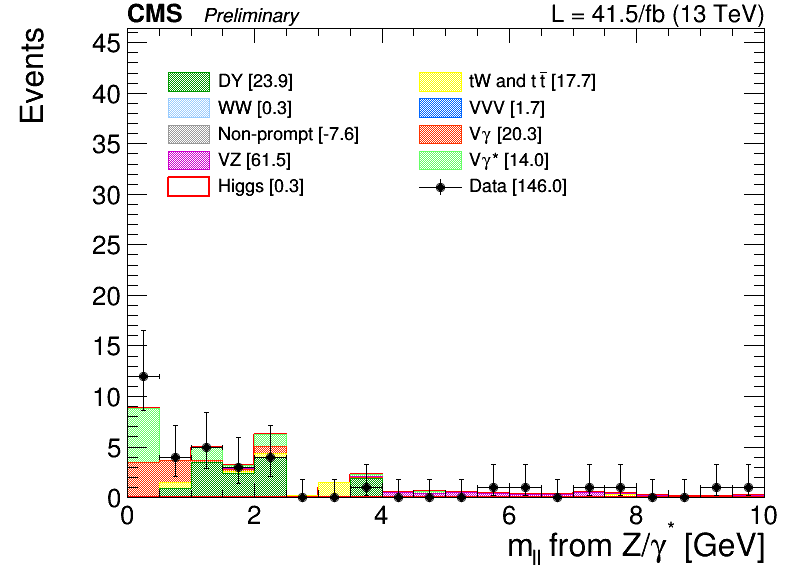 CMS Preliminary L = 41.5/fb (13 TeV)
Events
45
40
35
30
25
20
15
10
5
0
DY [23.9]
WW [0.3]
Non-prompt [-7.6]
VZ [61.5]
Higgs [0.3]
tW and tt̄ [17.7]
VVV [1.7]
Vγ [20.3]
Vγ* [14.0]
Data [146.0]
0 2 4 6 8 10
m_ll from Z/γ* [GeV]